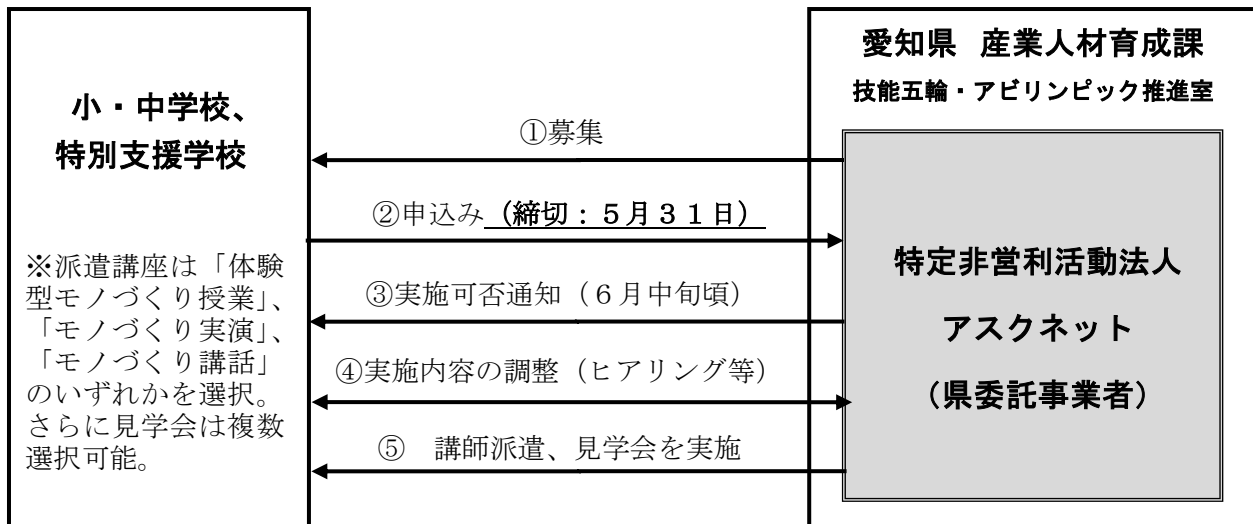 小・中学校、
特別支援学校
※派遣講座は「体験
型モノづくり授業」、
「モノづくり実演」、
「モノづくり講話」
のいずれかを選択。
さらに見学会は複数
選択可能。
①募集
②申込み（締切：５月３１日）
③実施可否通知（６月中旬頃）
④実施内容の調整（ヒアリング等）
⑤　講師派遣、見学会を実施
愛知県　産業人材育成課
技能五輪・アビリンピック推進室
特定非営利活動法人
アスクネット
（県委託事業者）